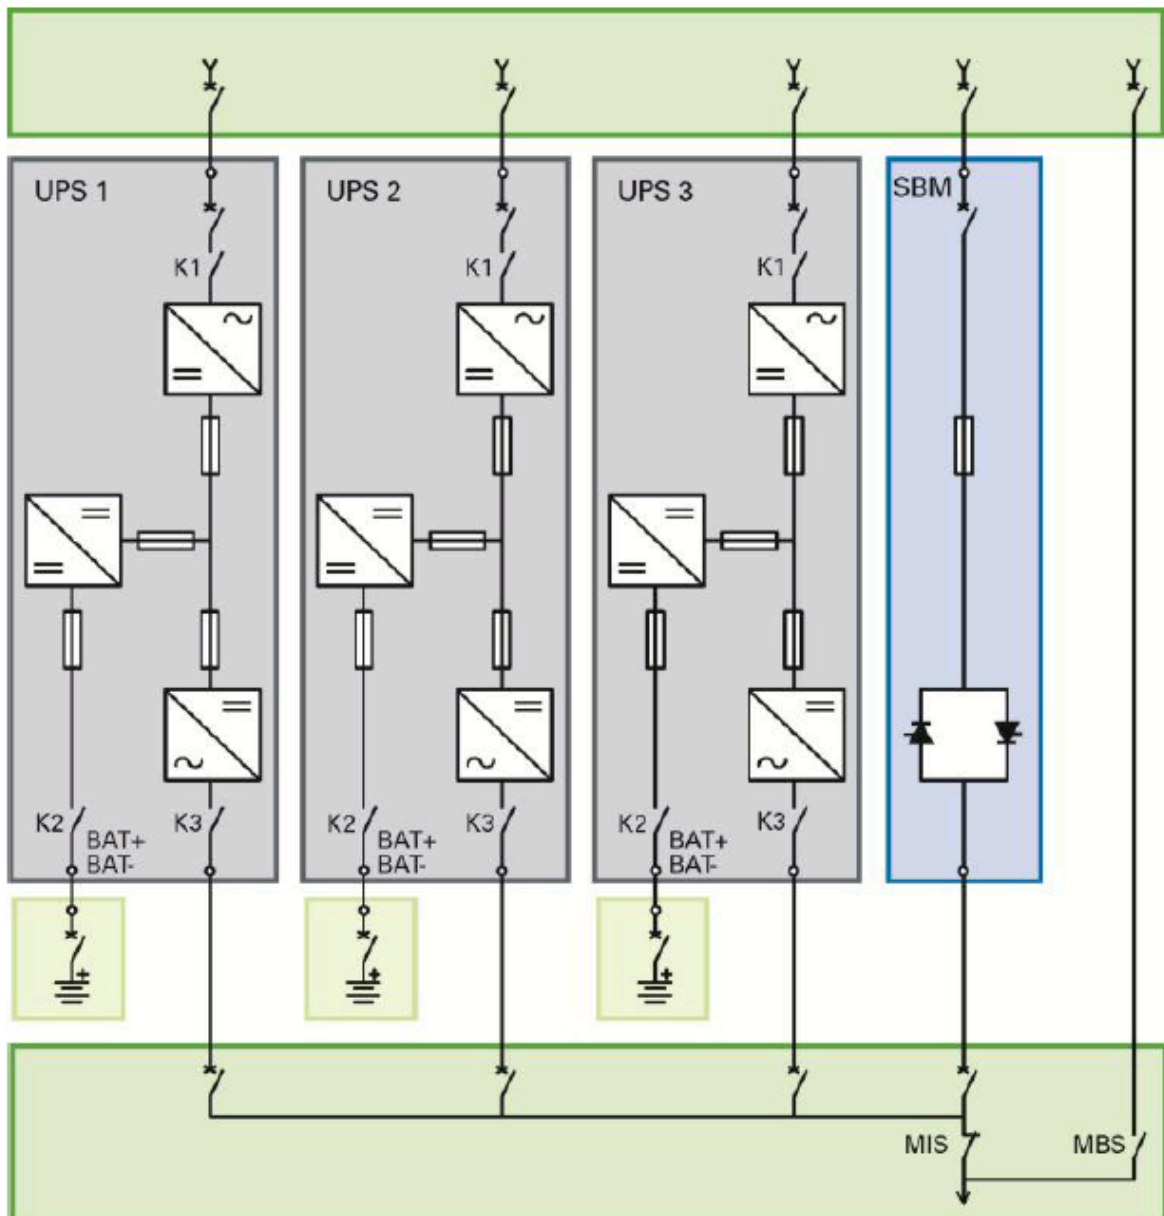 UPS 1
UPS 2
UPS 3
SBM
K1
K1
K1
K2
BAT+
BAT-
K3
K2
BAT+
BAT-
K3
K2
BAT+
BAT-
K3
MIS
MBS